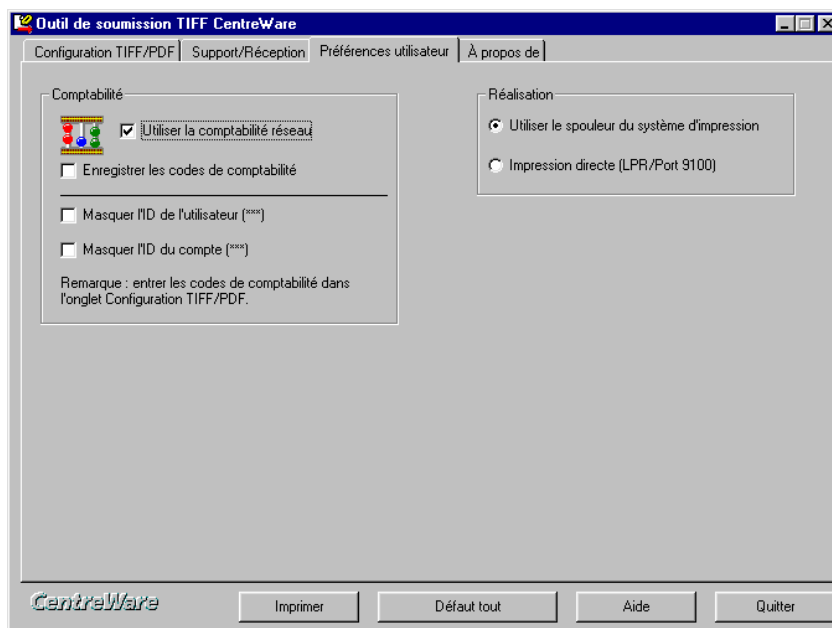 Outil de soumission TIFF CentreWare
Configuration TIFF/PDF
Support/Réception
Préférences utilisateur
À propos de
Comptabilité
Utiliser la comptabilité réseau
Enregistrer les codes de comptabilité
Masquer l'ID de l'utilisateur (***)
Masquer l'ID du compte (***)
Remarque : entrer les codes de comptabilité dans
l'onglet Configuration TIFF/PDF.
Réalisation
Utiliser le spouleur du système d'impression
Impression directe (LPR/Port 9100)
CentreWare
Imprimer
Défaut tout
Aide
Quitter